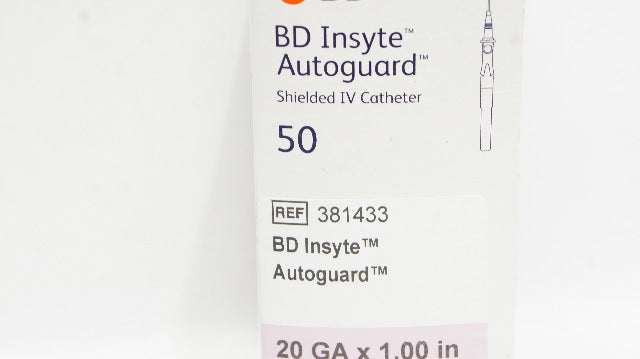 BD Insyte™
Autoguard™
Shielded IV Catheter
50
REF 381433
BD Insyte™
Autoguard™
20 GA x 1.00 in